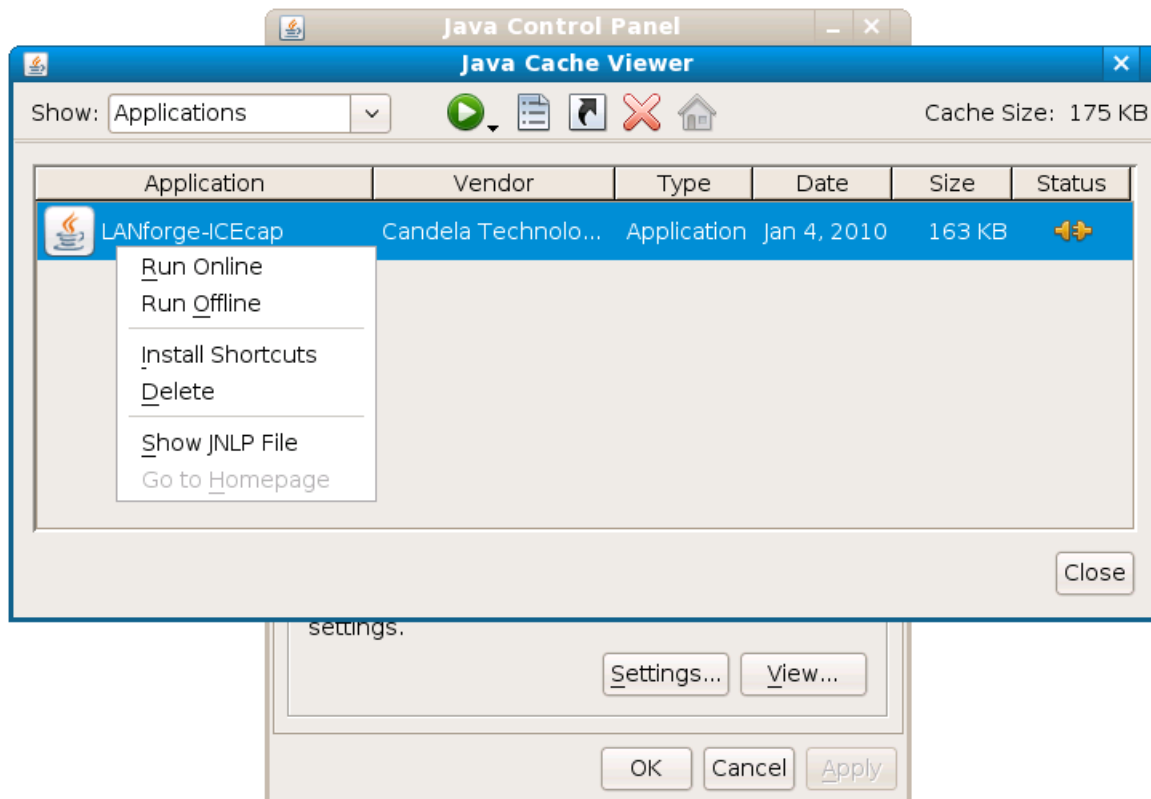 Java Control Panel
Java Cache Viewer
Show: Applications Cache Size: 175 KB
Application Vendor Type Date Size Status
LANforge-ICEcap Candela Technolo... Application Jan 4, 2010 163 KB
Run Online
Run Offline
Install Shortcuts
Delete
Show JNLP File
Go to Homepage
Close
settings.
Settings... View...
OK Cancel Apply